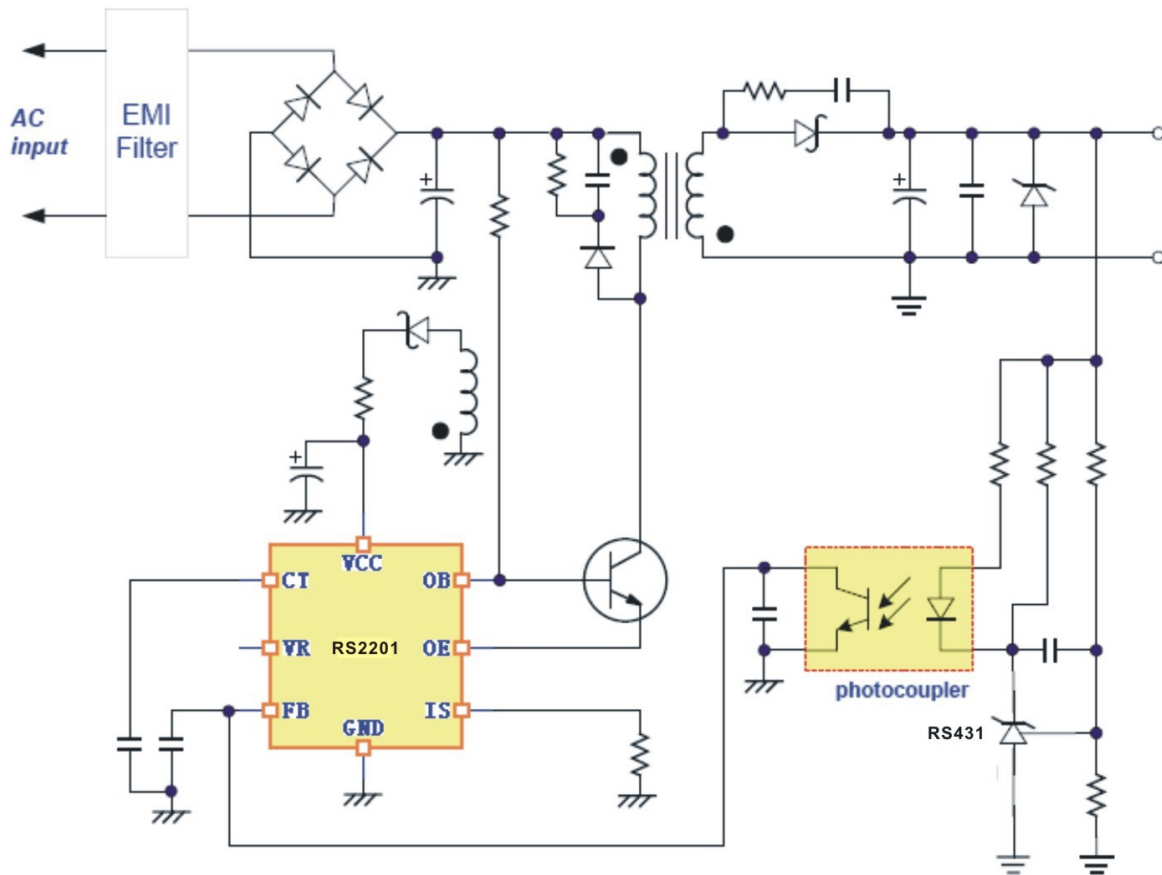 AC
input
EMI
Filter
+
+
+
VCC
CT
OB
VR
RS2201
OE
FB
IS
GND
photocoupler
RS431